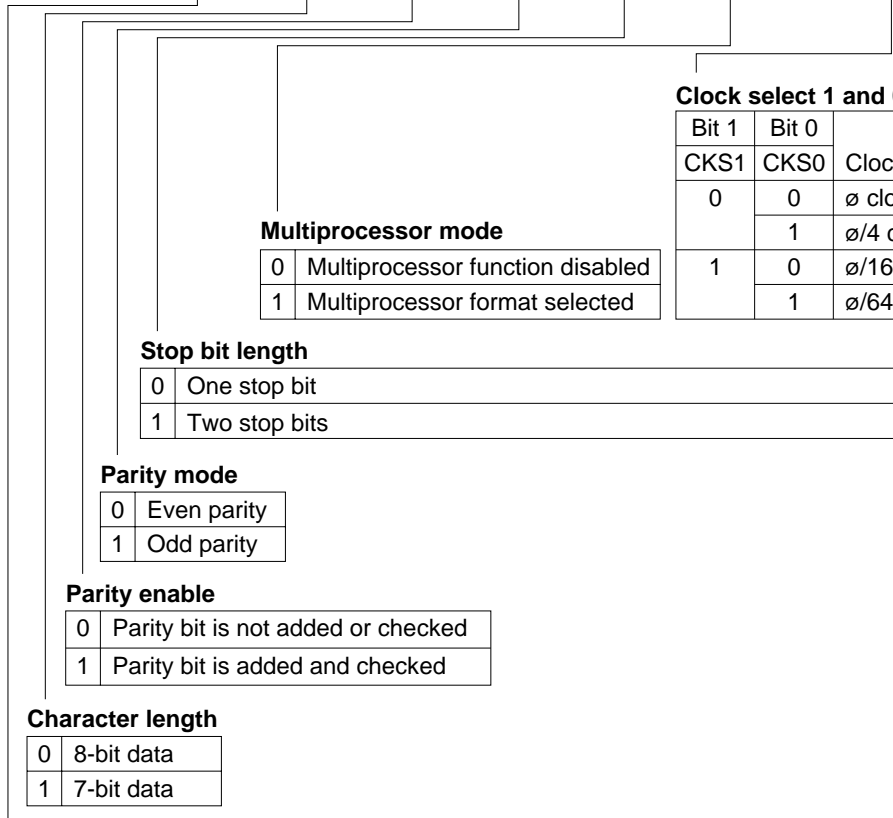 Clock select 1 and
Bit 1 Bit 0
CKS1 CKS0
0 0 ø
1 ø/4
1 0 ø/16
1 ø/64
Multiprocessor mode
0 Multiprocessor function disabled
1 Multiprocessor format selected
Stop bit length
0 One stop bit
1 Two stop bits
Parity mode
0 Even parity
1 Odd parity
Parity enable
0 Parity bit is not added or checked
1 Parity bit is added and checked
Character length
0 8-bit data
1 7-bit data